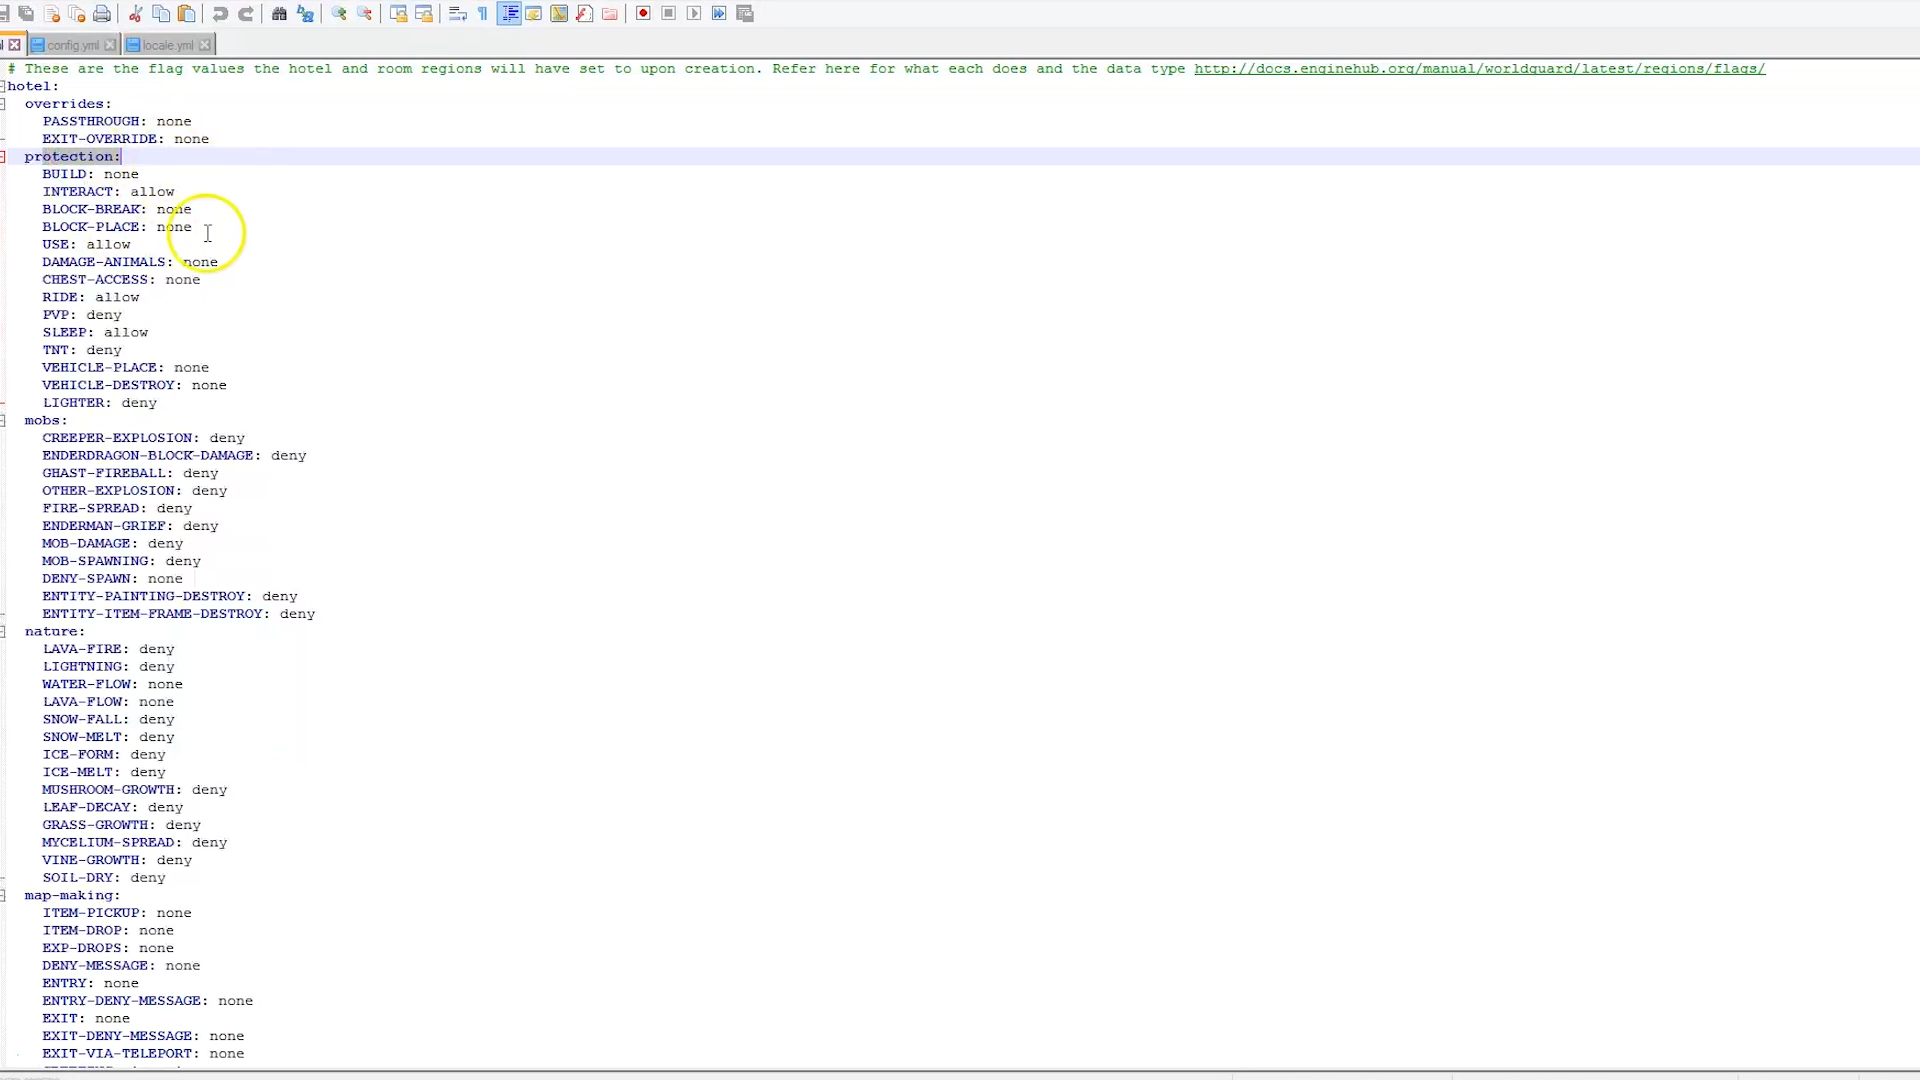 config.yml
locale.yml
# These are the flag values the hotel and room regions will have set to upon creation. Refer here for what each does and the data type http://docs.enginehub.org/manual/worldguard/latest/regions/flags/
hotel:
overrides:
PASSTHROUGH: none
EXIT-OVERRIDE: none
protection:
BUILD: none
INTERACT: allow
BLOCK-BREAK: none
BLOCK-PLACE: none
USE: allow
DAMAGE-ANIMALS: none
CHEST-ACCESS: none
RIDE: allow
PVP: deny
SLEEP: allow
TNT: deny
VEHICLE-PLACE: none
VEHICLE-DESTROY: none
LIGHTER: deny
mobs:
CREEPER-EXPLOSION: deny
ENDERDRAGON-BLOCK-DAMAGE: deny
GHAST-FIREBALL: deny
OTHER-EXPLOSION: deny
FIRE-SPREAD: deny
ENDERMAN-GRIEF: deny
MOB-DAMAGE: deny
MOB-SPAWNING: deny
DENY-SPAWN: none
ENTITY-PAINTING-DESTROY: deny
ENTITY-ITEM-FRAME-DESTROY: deny
nature:
LAVA-FIRE: deny
LIGHTNING: deny
WATER-FLOW: none
LAVA-FLOW: none
SNOW-FALL: deny
SNOW-MELT: deny
ICE-FORM: deny
ICE-MELT: deny
MUSHROOM-GROWTH: deny
LEAF-DECAY: deny
GRASS-GROWTH: deny
MYCELIUM-SPREAD: deny
VINE-GROWTH: deny
SOIL-DRY: deny
map-making:
ITEM-PICKUP: none
ITEM-DROP: none
EXP-DROPS: none
DENY-MESSAGE: none
ENTRY: none
ENTRY-DENY-MESSAGE: none
EXIT: none
EXIT-DENY-MESSAGE: none
EXIT-VIA-TELEPORT: none